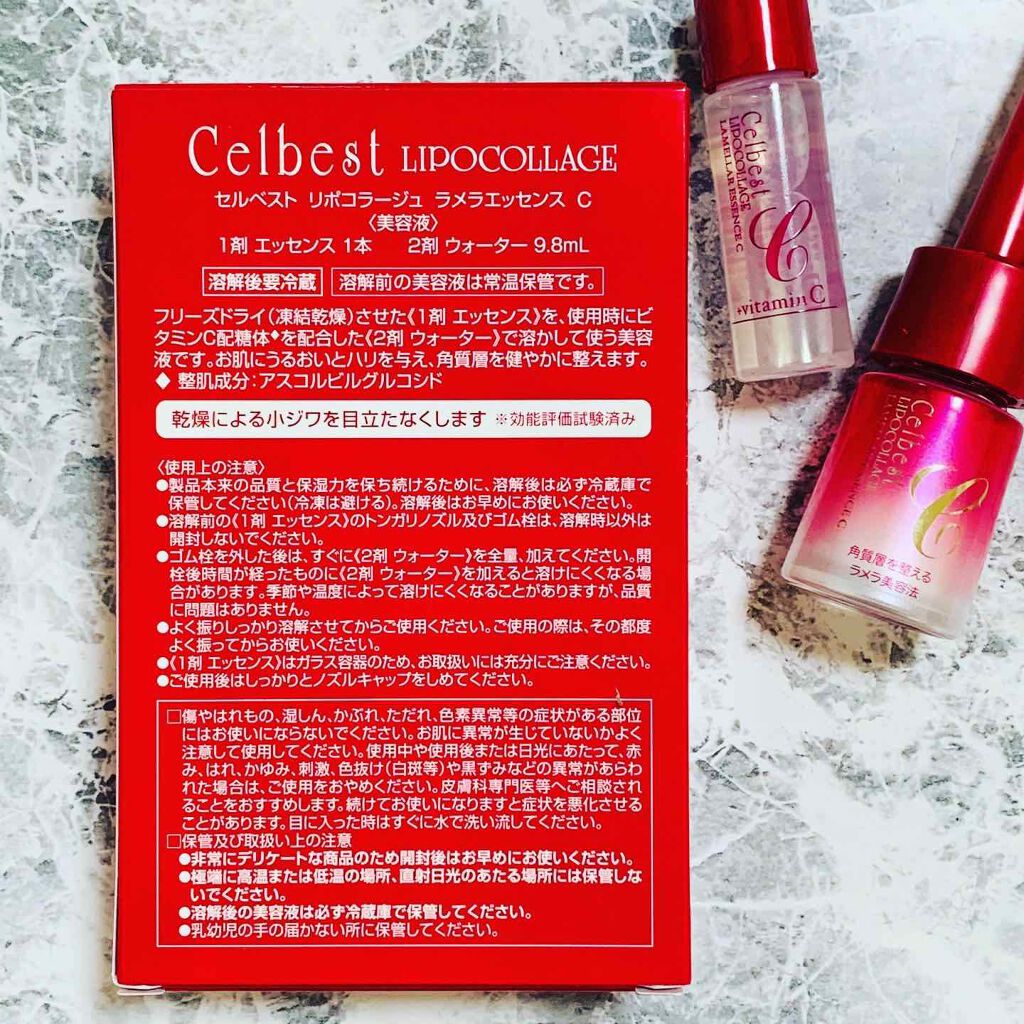 Celbest LIPOCOLLAGE
セルベスト リポコラージュ ラメラエッセンス C
〈美容液〉
1剤 エッセンス 1本 2剤 ウォーター 9.8mL
溶解後要冷蔵 溶解前の美容液は常温保管です。
フリーズドライ(凍結乾燥)させた《1剤 エッセンス》を、使用時にビ
タミンC配糖体◆を配合した《2剤 ウォーター》で溶かして使う美容
液です。お肌にうるおいとハリを与え、角質層を健やかに整えます。
◆ 整肌成分:アスコルビルグルコシド
乾燥による小ジワを目立たなくします ※効能評価試験済み
〈使用上の注意〉
●製品本来の品質と保湿力を保ち続けるために、溶解後は必ず冷蔵庫で
保管してください(冷凍は避ける)。溶解後はお早めにお使いください。
●溶解前の《1剤 エッセンス》のトンガリノズル及びゴム栓は、溶解時以外は
開封しないでください。
●ゴム栓を外した後は、すぐに《2剤 ウォーター》を全量、加えてください。開
栓後時間が経ったものに《2剤 ウォーター》を加えると溶けにくくなる場
合があります。季節や温度によって溶けにくくなることがありますが、品質
に問題はありません。
●よく振りしっかり溶解させてからご使用ください。ご使用の際は、その都度
よく振ってからお使いください。
●《1剤 エッセンス》はガラス容器のため、お取扱いには充分にご注意ください。
●ご使用後はしっかりとノズルキャップをしめてください。
□傷やはれもの、湿しん、かぶれ、ただれ、色素異常等の症状がある部位
にはお使いにならないでください。お肌に異常が生じていないかよく
注意して使用してください。使用中や使用後または日光にあたって、赤
み、はれ、かゆみ、刺激、色抜け(白斑等)や黒ずみなどの異常があらわ
れた場合は、ご使用をおやめください。皮膚科専門医等へご相談され
ることをおすすめします。続けてお使いになりますと症状を悪化させる
ことがあります。目に入った時はすぐに水で洗い流してください。
□保管及び取扱い上の注意
●非常にデリケートな商品のため開封後はお早めにお使いください。
●極端に高温または低温の場所、直射日光のあたる場所には保管しな
いでください。
●溶解後の美容液は必ず冷蔵庫で保管してください。
●乳幼児の手の届かない所に保管してください。
Celbest
LIPOCOLLAGE
LAMELLAR ESSENCE C
C
+vitamin C
Celbest
LIPOCOLLAGE
C
角質層を整える
ラメラ美容法